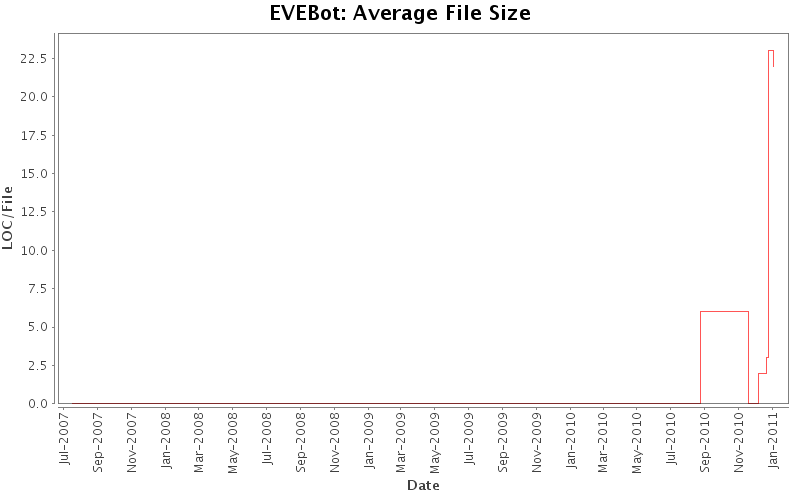 EVEBot: Average File Size
LOC/File
22.5
20.0
17.5
15.0
12.5
10.0
7.5
5.0
2.5
0.0
Jul-2007
Sep-2007
Nov-2007
Jan-2008
Mar-2008
May-2008
Jul-2008
Sep-2008
Nov-2008
Jan-2009
Mar-2009
May-2009
Jul-2009
Sep-2009
Nov-2009
Jan-2010
Mar-2010
May-2010
Jul-2010
Sep-2010
Nov-2010
Jan-2011
Date